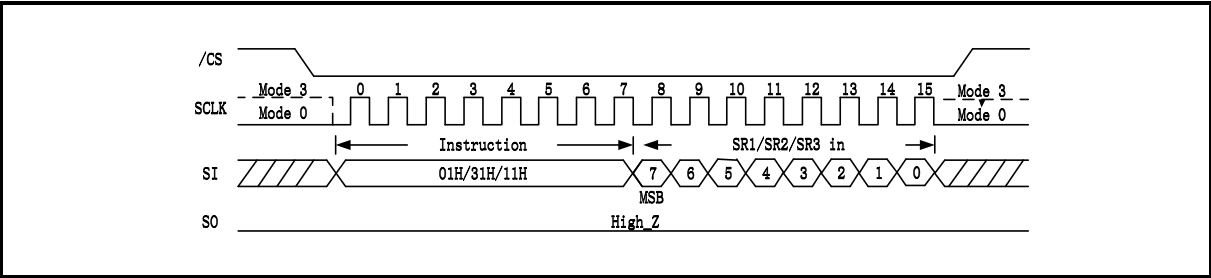 /CS
Mode 3 0 1 2 3 4 5 6 7 8 9 10 11 12 13 14 15 Mode 3
SCLK
Mode 0 Mode 0
Instruction SR1/SR2/SR3 in
SI 01H/31H/11H 7 6 5 4 3 2 1 0
MSB
SO High_Z